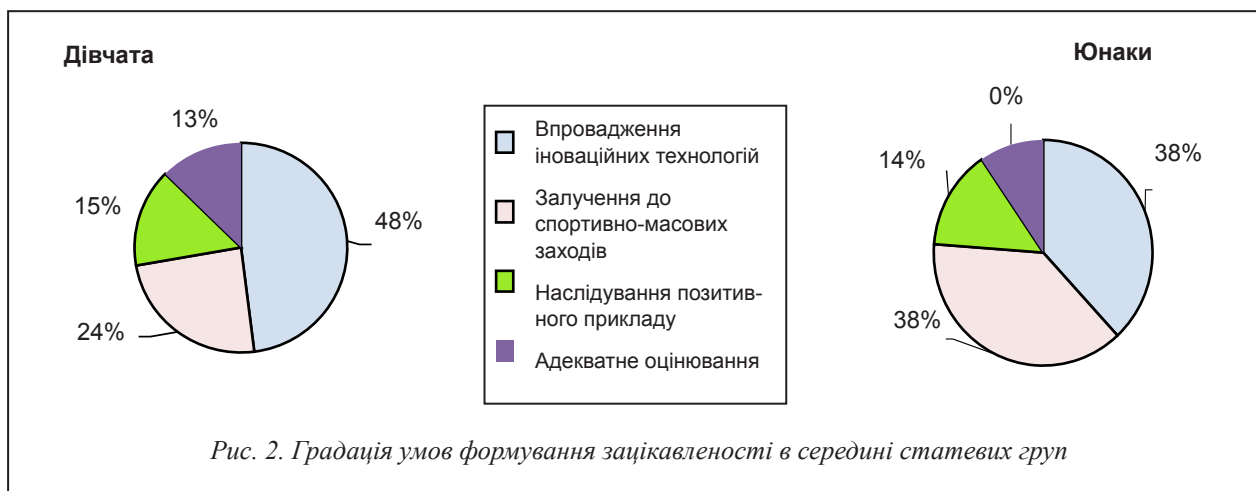 Дівчата
13%
15%
48%
24%
Впровадження
іноваційних технологій
Залучення до
спортивно-масових
заходів
Наслідування позитив-
ного прикладу
Адекватне оцінювання
Юнаки
0%
14%
38%
38%
Рис. 2. Градація умов формування зацікавленості в середині статевих груп